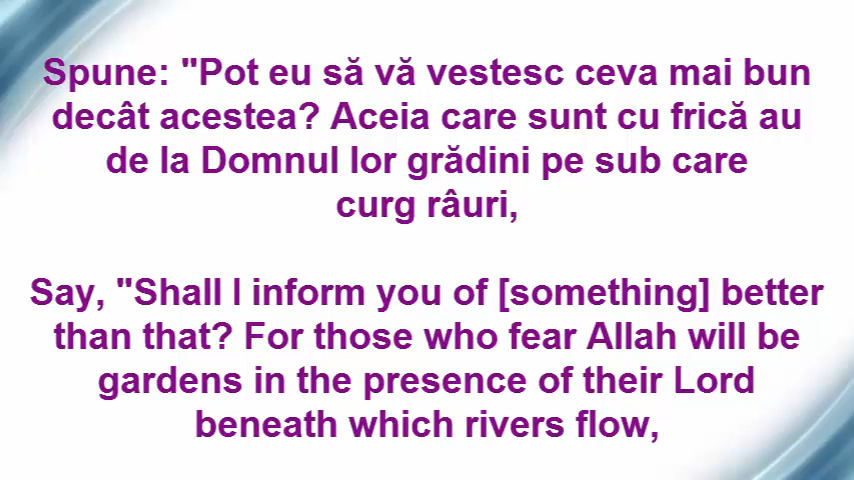 Spune: "Pot eu să vă vestesc ceva mai bun
decât acestea? Aceia care sunt cu frică au
de la Domnul lor grădini pe sub care
curg râuri,
Say, "Shall I inform you of [something] better
than that? For those who fear Allah will be
gardens in the presence of their Lord
beneath which rivers flow,